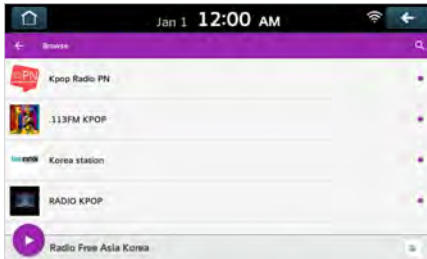 Jan 1 12:00 AM
Browse
PN
Kpop Radio PN
.113FM KPOP
Korea station
RADIO KPOP
Radio Free Asia Korea